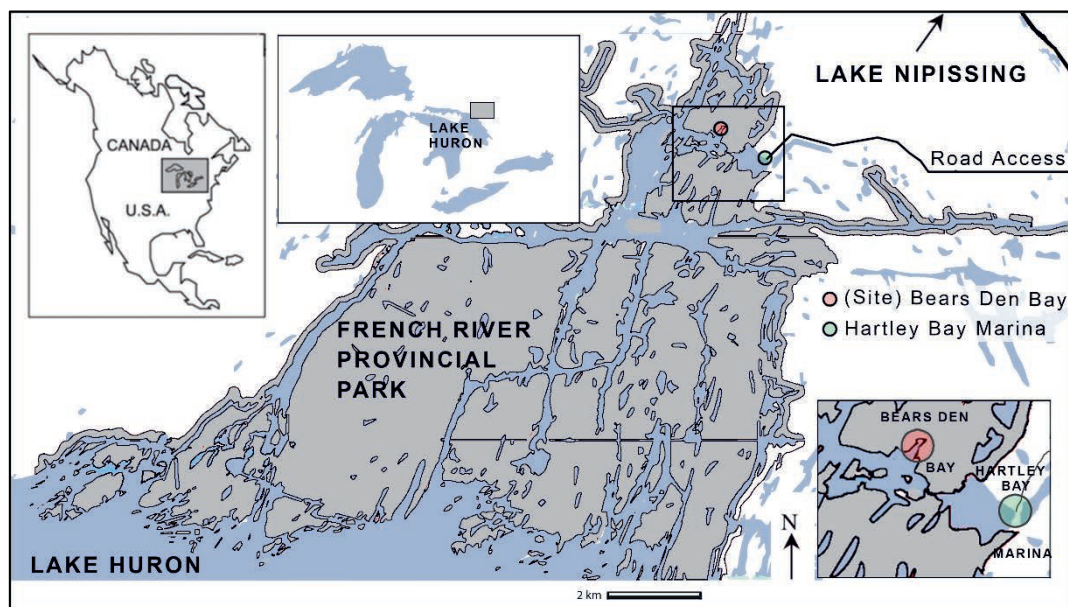 CANADA
U.S.A.
LAKE
HURON
LAKE NIPISSING
Road Access
(Site) Bears Den Bay
Hartley Bay Marina
FRENCH RIVER
PROVINCIAL
PARK
BEARS DEN
BAY
HARTLEY
BAY
MARINA
N
LAKE HURON
2 km